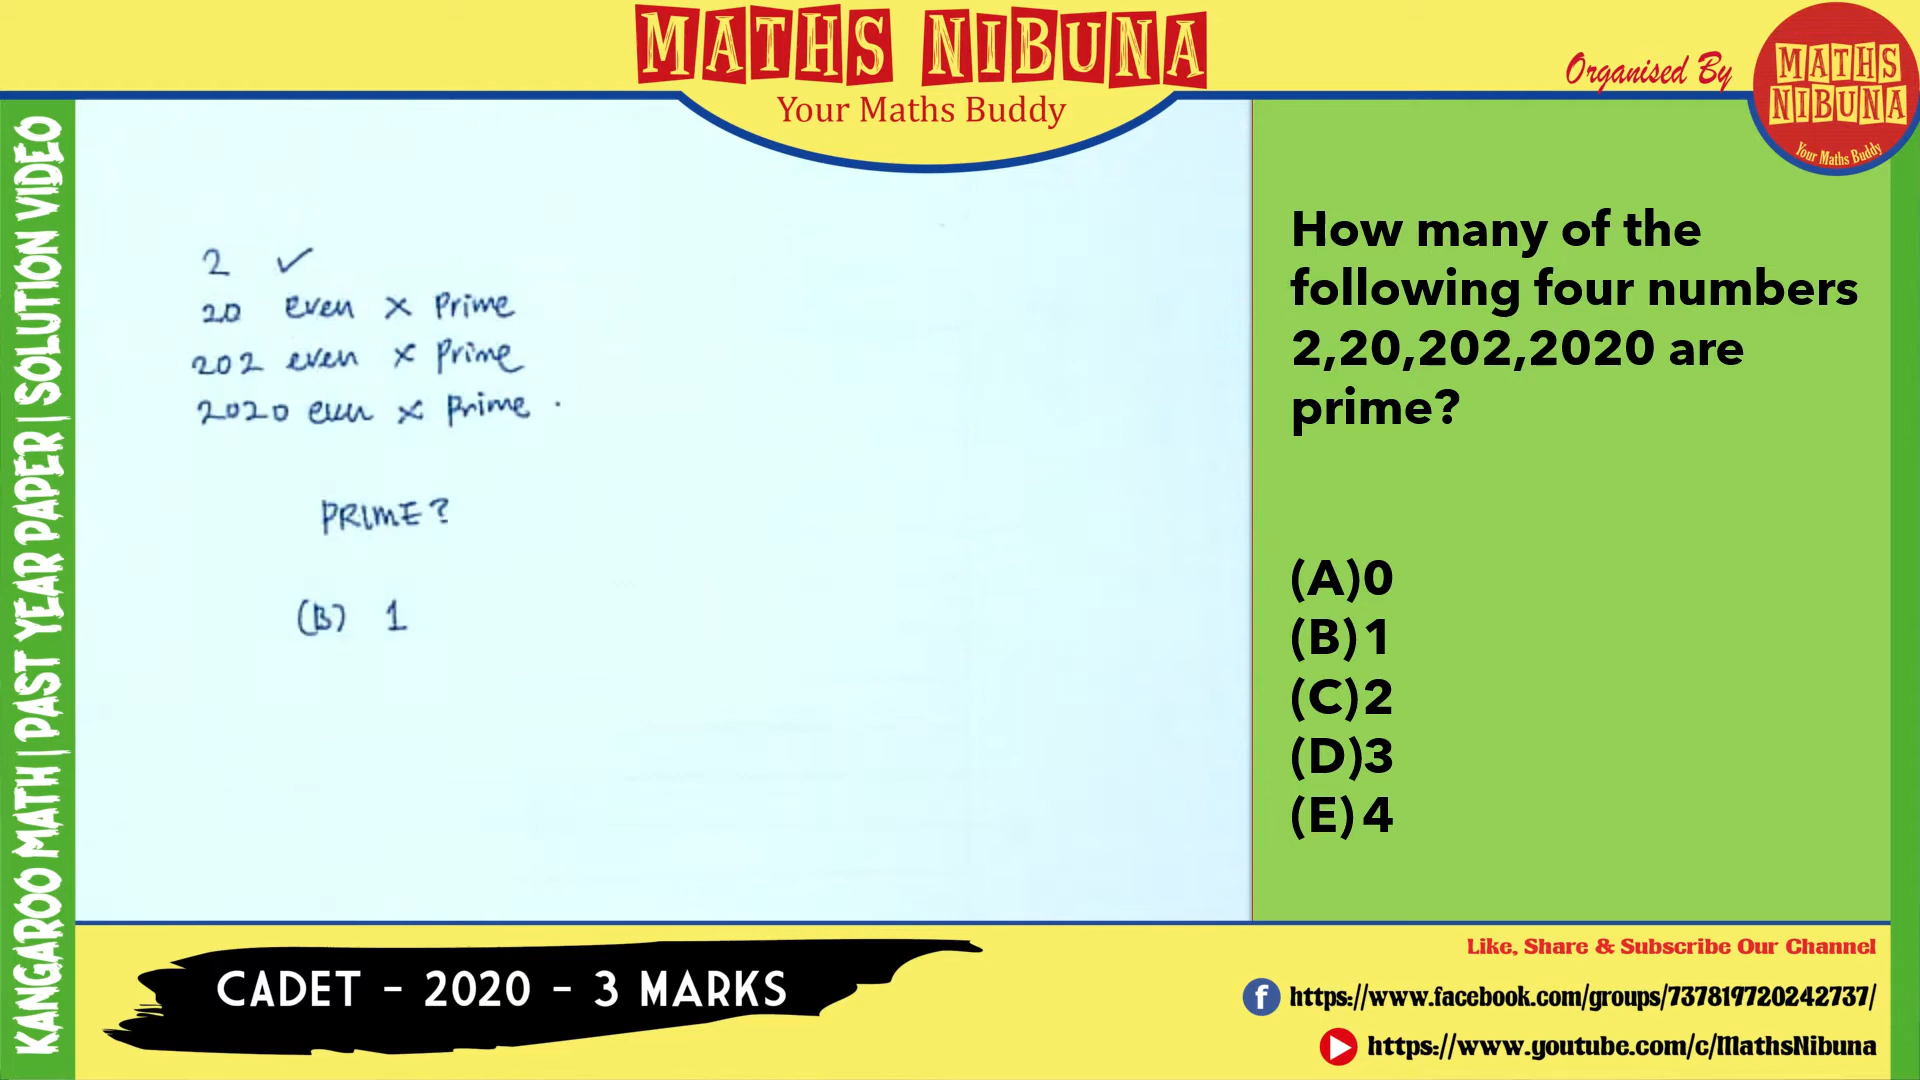 MATHS NIBUNA
Your Maths Buddy
Organised By
MATHS
NIBUNA
Your Maths Buddy
KANGAROO MATH | PAST YEAR PAPER | SOLUTION VIDEO
2 ✓
20 even × Prime
202 even × Prime
2020 even × Prime .
PRIME?
(B) 1
How many of the
following four numbers
2,20,202,2020 are
prime?
(A)0
(B)1
(C)2
(D)3
(E)4
CADET - 2020 - 3 MARKS
Like, Share & Subscribe Our Channel
f https://www.facebook.com/groups/737819720242737/
https://www.youtube.com/c/MathsNibuna